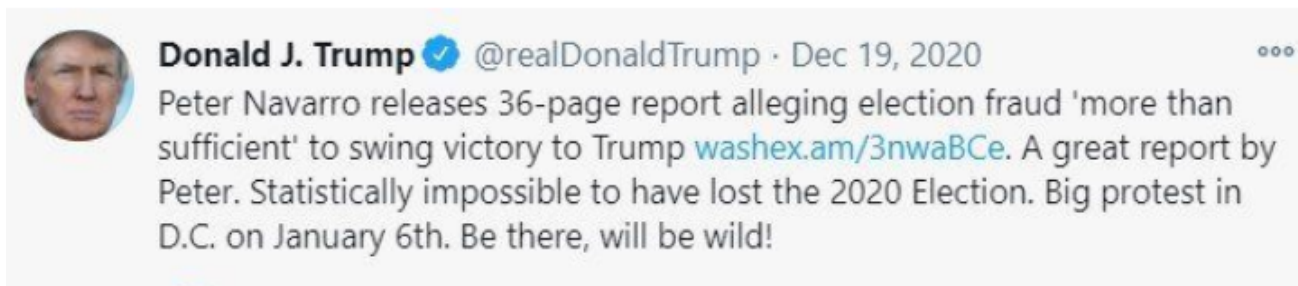 Donald J. Trump @realDonaldTrump · Dec 19, 2020
Peter Navarro releases 36-page report alleging election fraud 'more than
sufficient' to swing victory to Trump washex.am/3nwaBCe. A great report by
Peter. Statistically impossible to have lost the 2020 Election. Big protest in
D.C. on January 6th. Be there, will be wild!